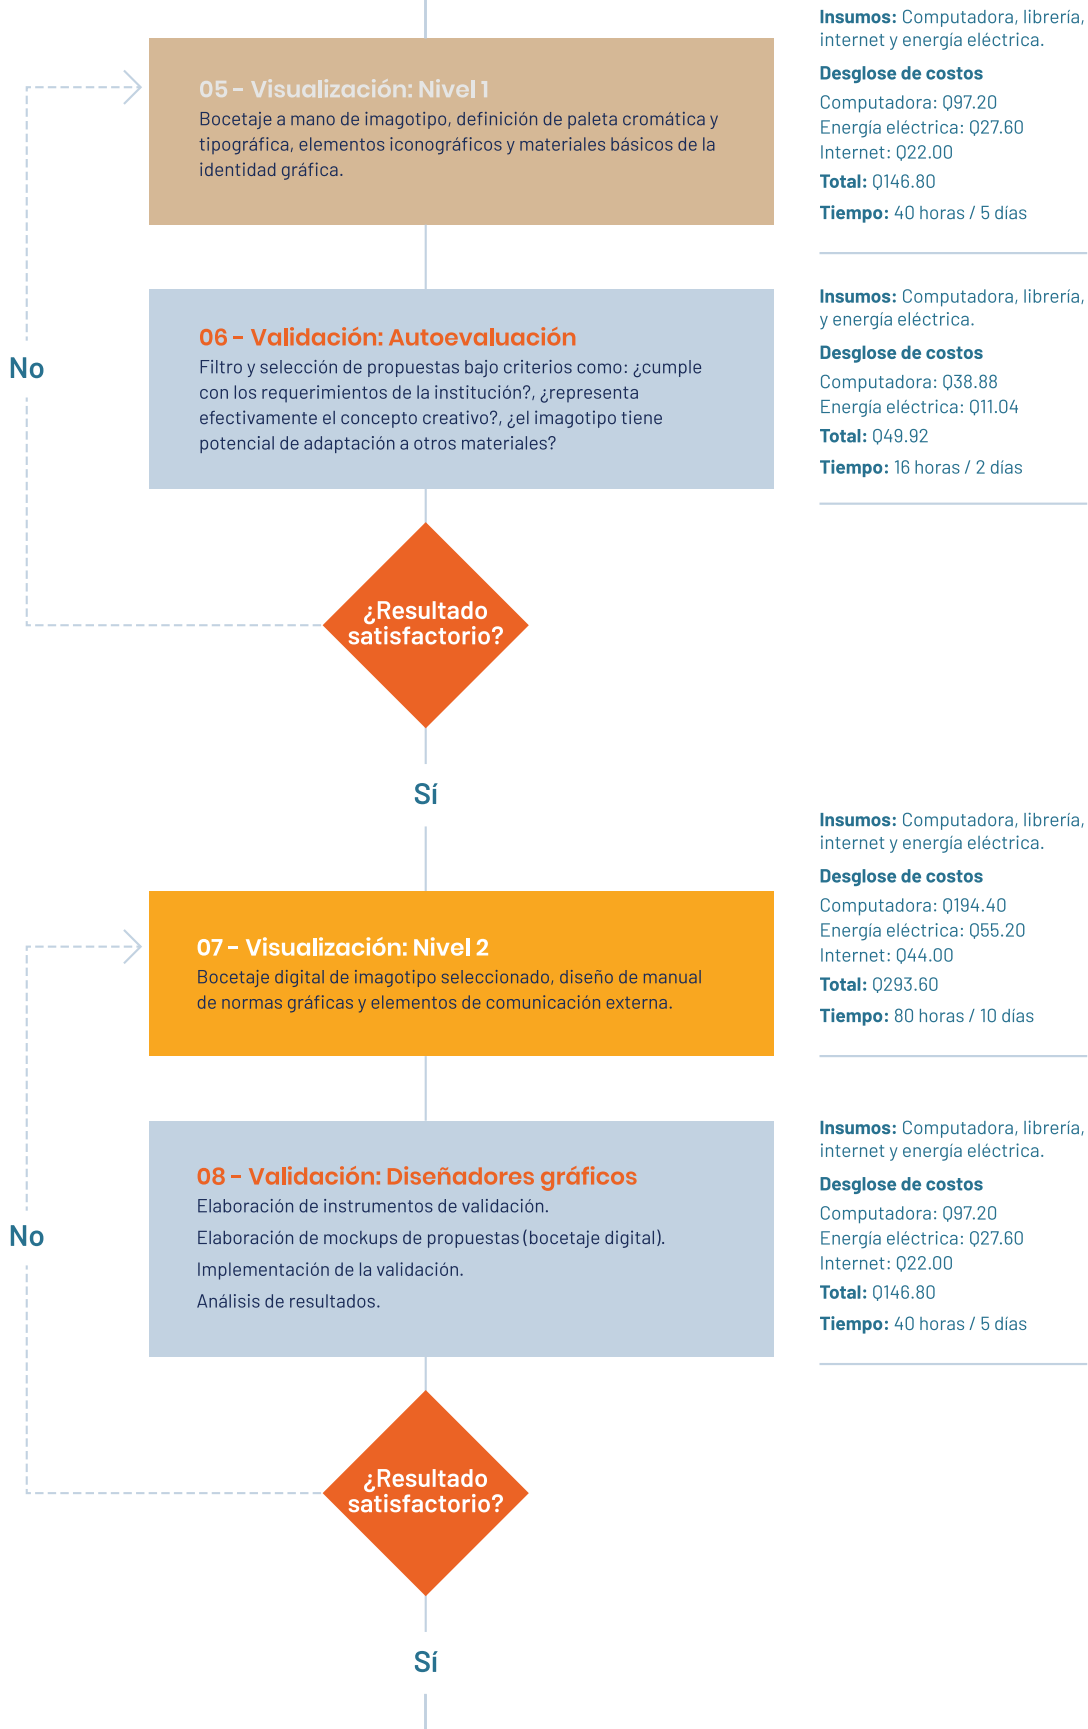 Insumos: Computadora, librería,
internet y energía eléctrica.
Desglose de costos
Computadora: Q97.20
Energía eléctrica: Q27.60
Internet: Q22.00
Total: Q146.80
Tiempo: 40 horas / 5 días
05 - Visualización: Nivel 1
Bocetaje a mano de imagotipo, definición de paleta cromática y
tipográfica, elementos iconográficos y materiales básicos de la
identidad gráfica.
Insumos: Computadora, librería,
y energía eléctrica.
Desglose de costos
Computadora: Q38.88
Energía eléctrica: Q11.04
Total: Q49.92
Tiempo: 16 horas / 2 días
06 - Validación: Autoevaluación
Filtro y selección de propuestas bajo criterios como: ¿cumple
con los requerimientos de la institución?, ¿representa
efectivamente el concepto creativo?, ¿el imagotipo tiene
potencial de adaptación a otros materiales?
No
¿Resultado
satisfactorio?
Sí
Insumos: Computadora, librería,
internet y energía eléctrica.
Desglose de costos
Computadora: Q194.40
Energía eléctrica: Q55.20
Internet: Q44.00
Total: Q293.60
Tiempo: 80 horas / 10 días
07 - Visualización: Nivel 2
Bocetaje digital de imagotipo seleccionado, diseño de manual
de normas gráficas y elementos de comunicación externa.
Insumos: Computadora, librería,
internet y energía eléctrica.
Desglose de costos
Computadora: Q97.20
Energía eléctrica: Q27.60
Internet: Q22.00
Total: Q146.80
Tiempo: 40 horas / 5 días
08 - Validación: Diseñadores gráficos
Elaboración de instrumentos de validación.
Elaboración de mockups de propuestas (bocetaje digital).
Implementación de la validación.
Análisis de resultados.
No
¿Resultado
satisfactorio?
Sí